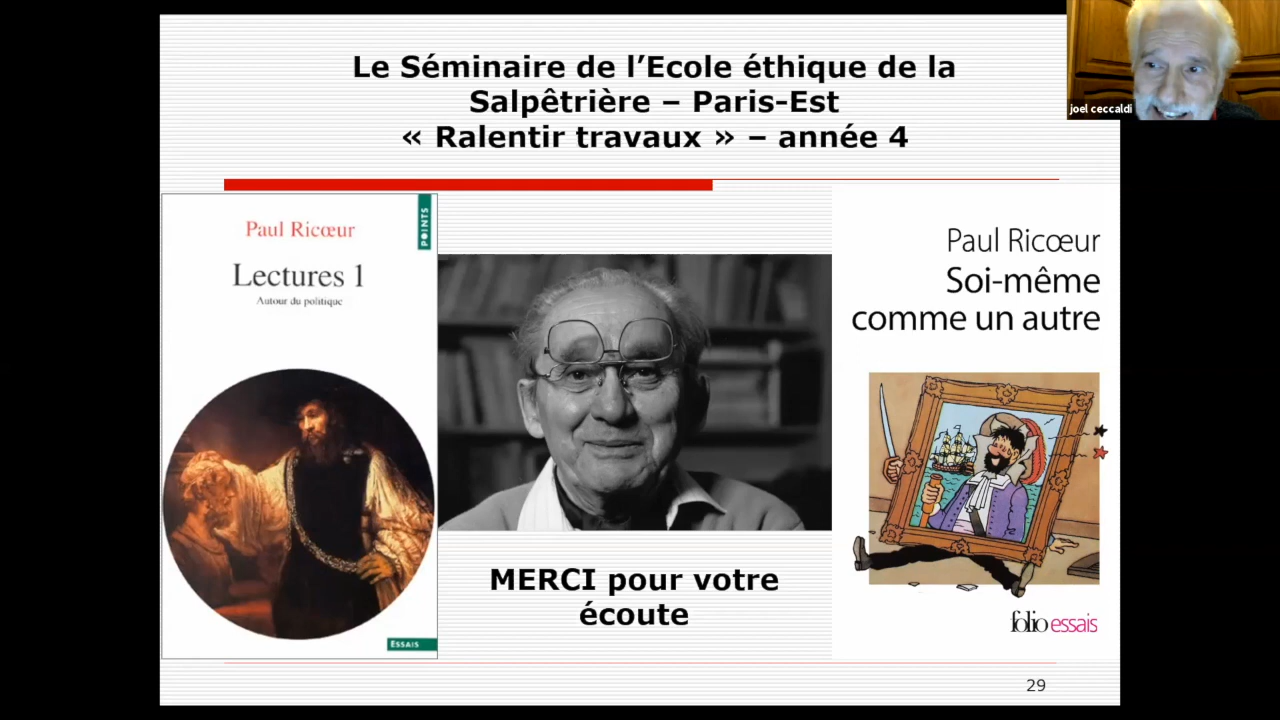 Le Séminaire de l’Ecole éthique de la
Salpêtrière – Paris-Est
« Ralentir travaux » – année 4
joel ceccaldi
Paul Ricœur
POINTS
Lectures 1
Autour du politique
ESSAIS
MERCI pour votre
écoute
Paul Ricœur
Soi-même
comme un autre
folio essais
29